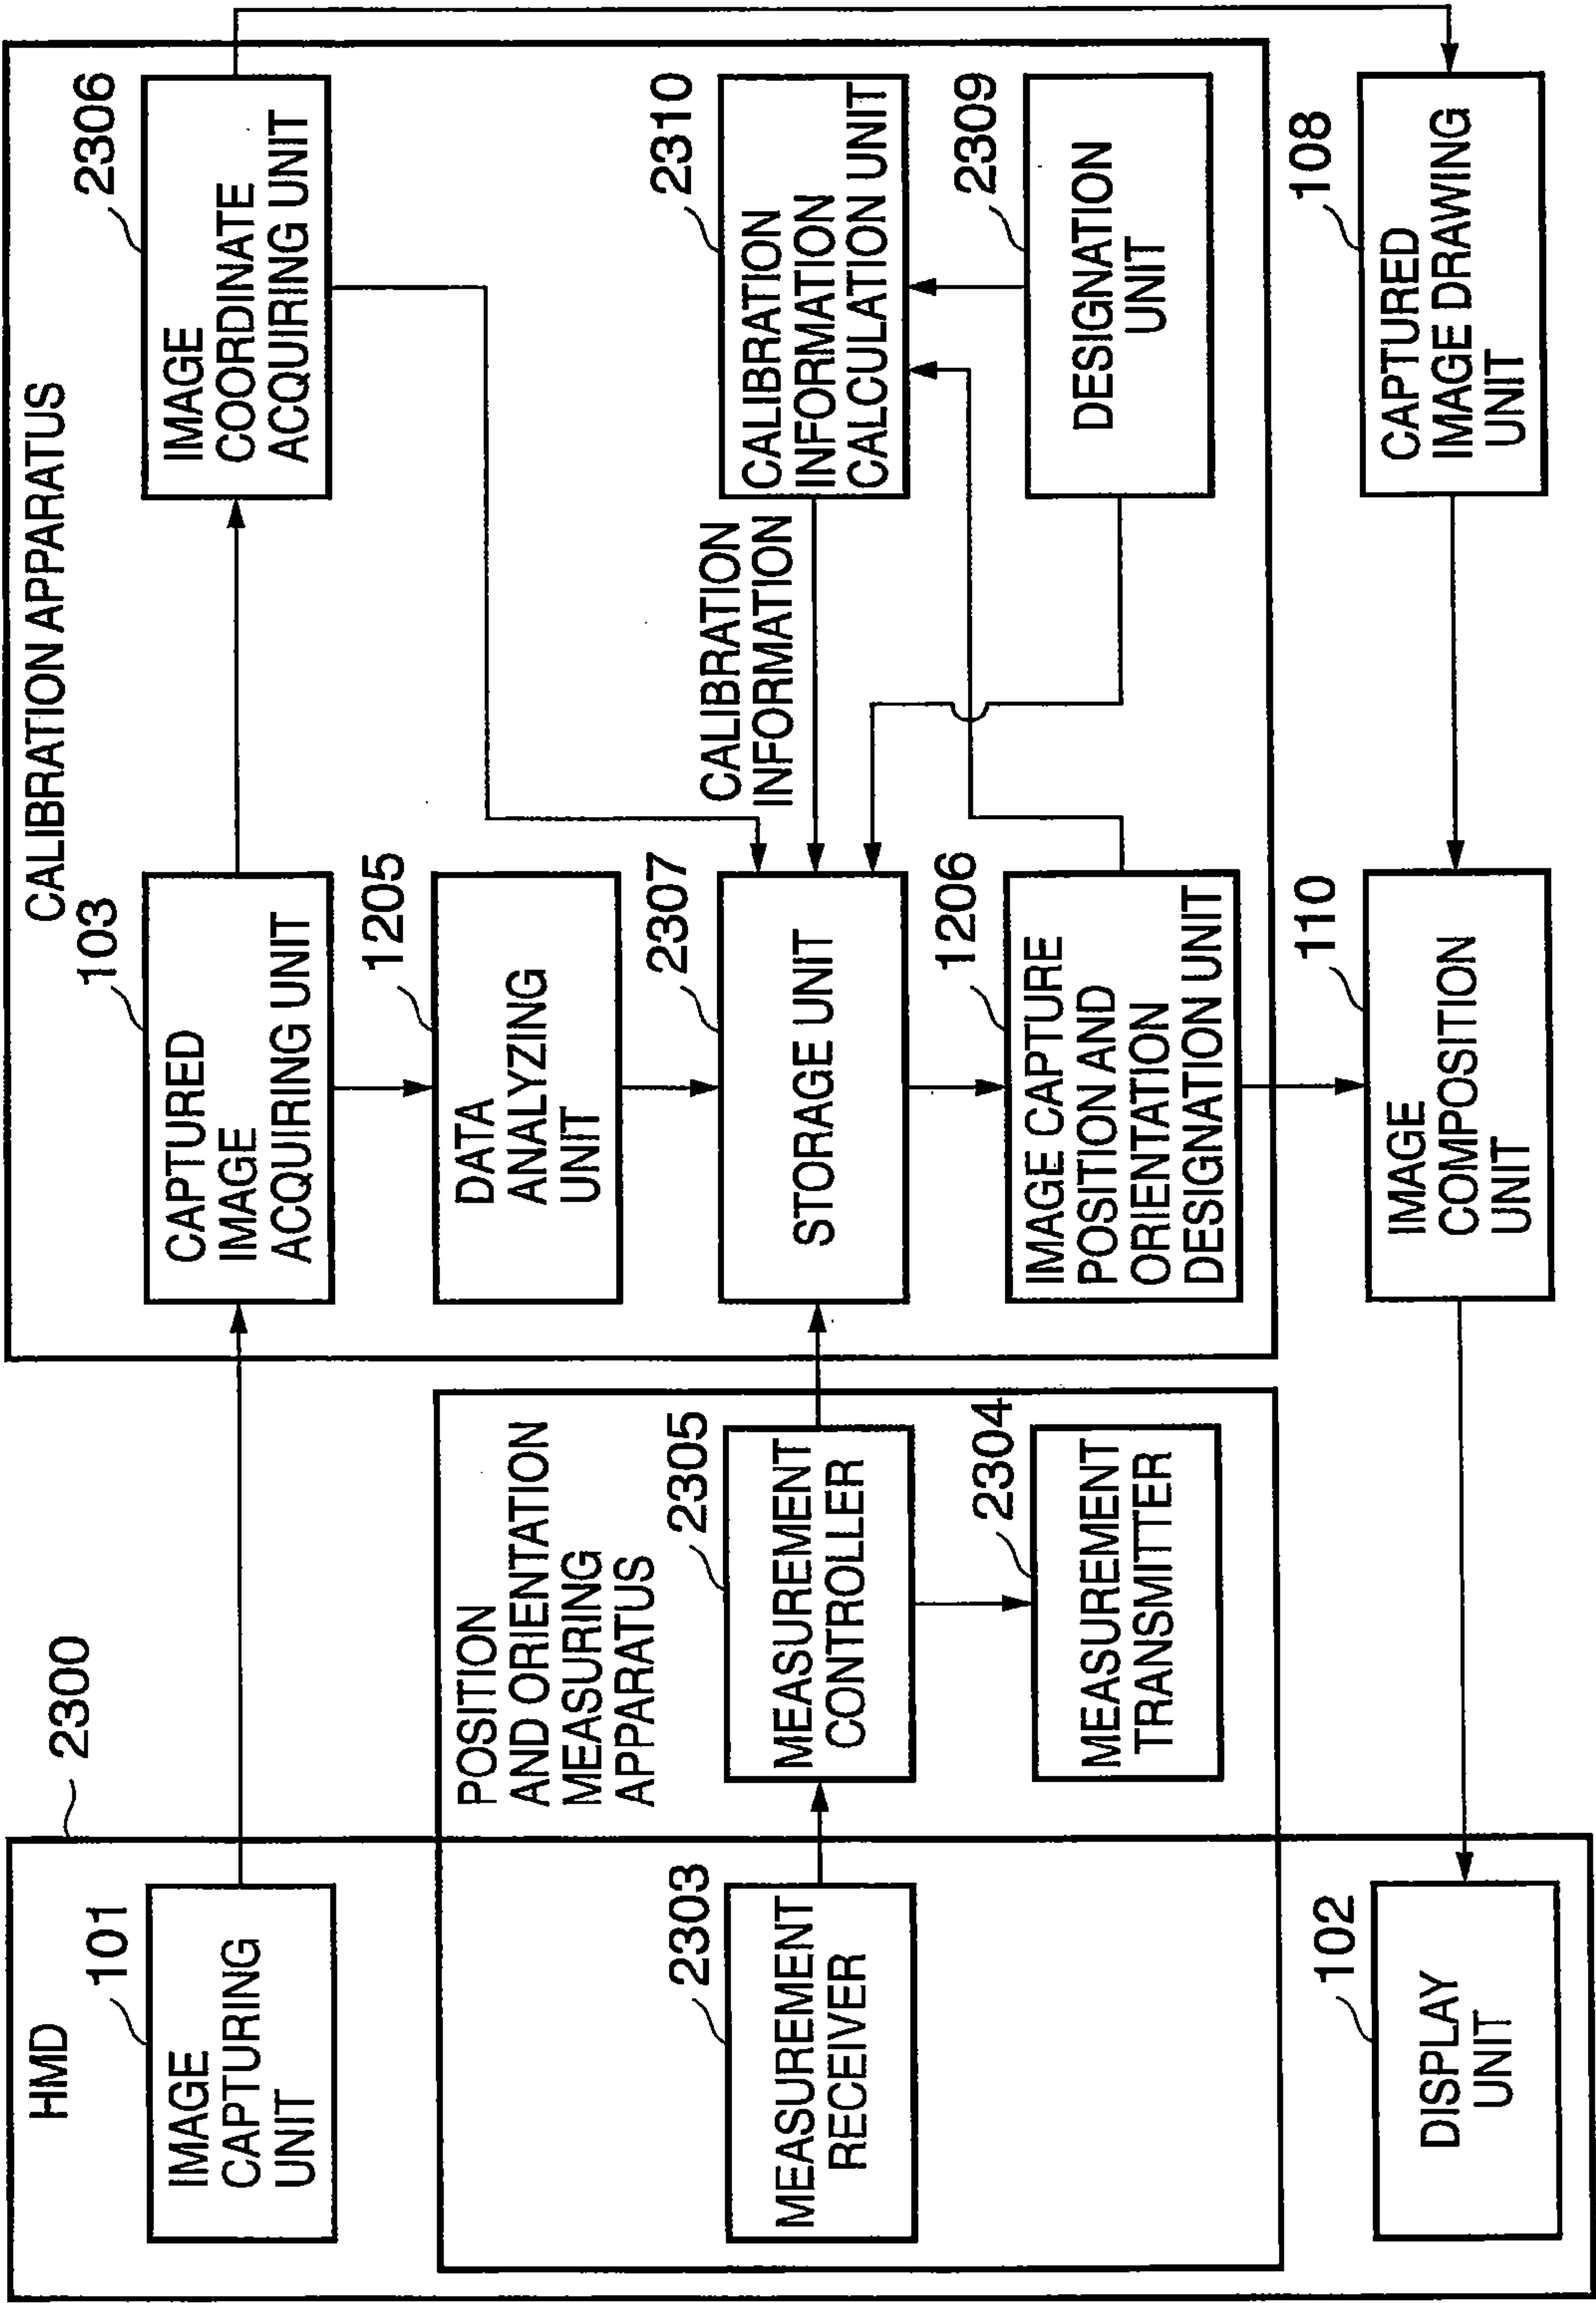 HMD
2300
101
IMAGE
CAPTURING
UNIT
CALIBRATION APPARATUS
103
CAPTURED
IMAGE
ACQUIRING UNIT
2306
IMAGE
COORDINATE
ACQUIRING UNIT
1205
DATA
ANALYZING
UNIT
POSITION
AND ORIENTATION
MEASURING
APPARATUS
2303
MEASUREMENT
RECEIVER
2305
MEASUREMENT
CONTROLLER
2307
STORAGE UNIT
CALIBRATION
INFORMATION
2310
CALIBRATION
INFORMATION
CALCULATION UNIT
2304
MEASUREMENT
TRANSMITTER
1206
IMAGE CAPTURE
POSITION AND
ORIENTATION
DESIGNATION UNIT
2309
DESIGNATION
UNIT
102
DISPLAY
UNIT
110
IMAGE
COMPOSITION
UNIT
108
CAPTURED
IMAGE DRAWING
UNIT